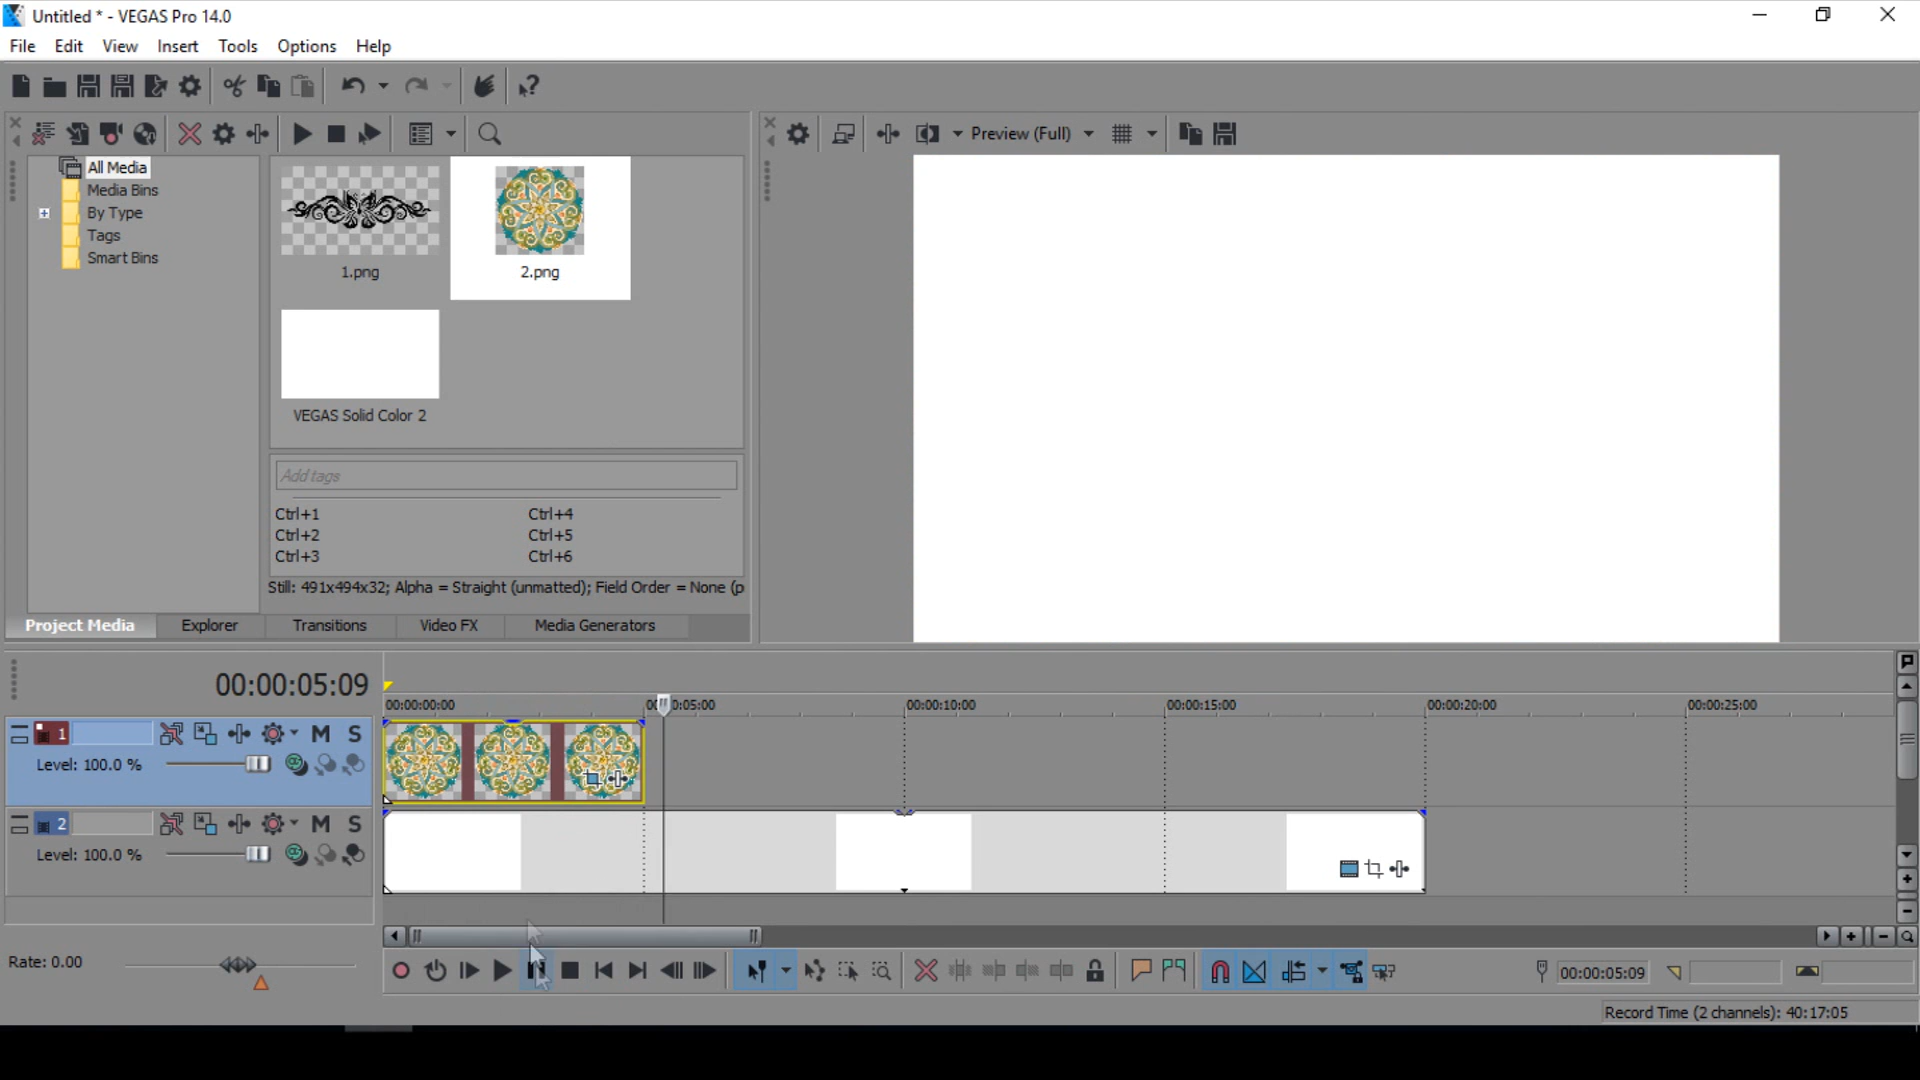 Untitled * - VEGAS Pro 14.0
File Edit View Insert Tools Options Help
Preview (Full)
All Media
Media Bins
By Type
Tags
Smart Bins
1.png
2.png
VEGAS Solid Color 2
Add tags
Ctrl+1 Ctrl+4
Ctrl+2 Ctrl+5
Ctrl+3 Ctrl+6
Still: 491x494x32; Alpha = Straight (unmatted); Field Order = None (p
Project Media Explorer Transitions Video FX Media Generators
00:00:05:09
00:00:00:00 00:00:10:00 00:00:15:00 00:00:20:00 00:00:25:00
1 M S
Level: 100.0 %
2 M S
Level: 100.0 %
Rate: 0.00
00:00:05:09
Record Time (2 channels): 40:17:05